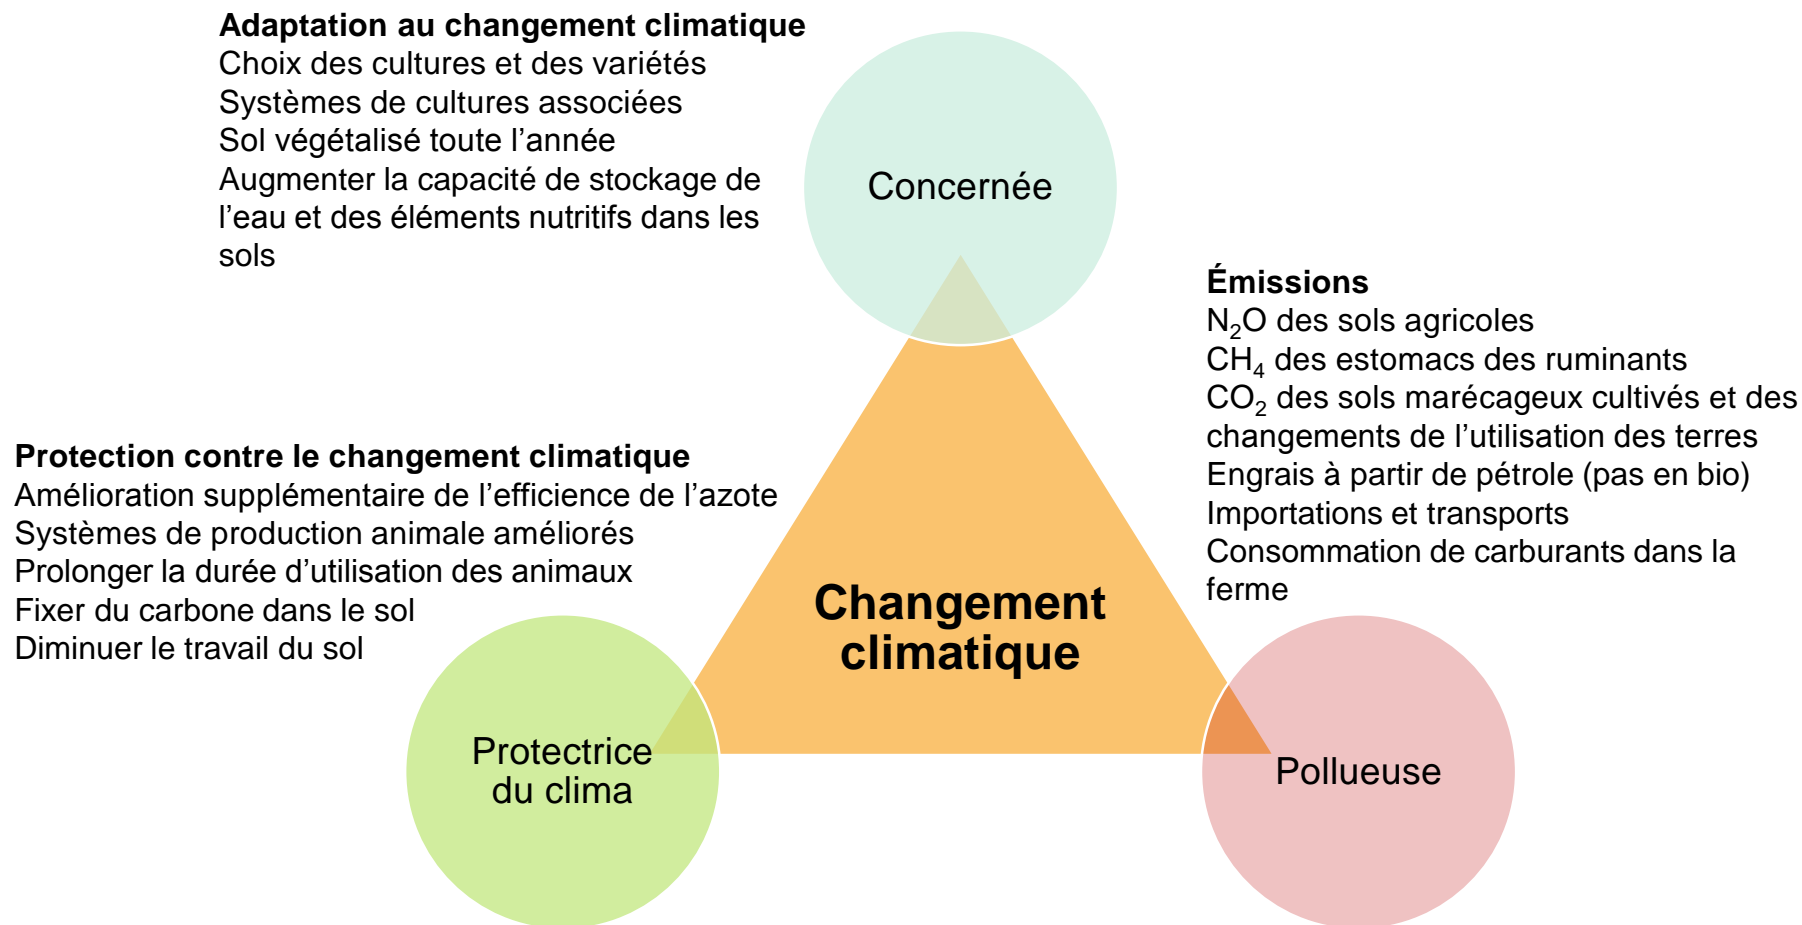 Adaptation au changement climatique
Choix des cultures et des variétés
Systèmes de cultures associées
Sol végétalisé toute l’année
Augmenter la capacité de stockage de
l’eau et des éléments nutritifs dans les
sols
Concernée
Émissions
N₂O des sols agricoles
CH₄ des estomacs des ruminants
CO₂ des sols marécageux cultivés et des
changements de l’utilisation des terres
Engrais à partir de pétrole (pas en bio)
Importations et transports
Consommation de carburants dans la
ferme
Protection contre le changement climatique
Amélioration supplémentaire de l’efficience de l’azote
Systèmes de production animale améliorés
Prolonger la durée d’utilisation des animaux
Fixer du carbone dans le sol
Diminuer le travail du sol
Changement
climatique
Protectrice
du clima
Pollueuse